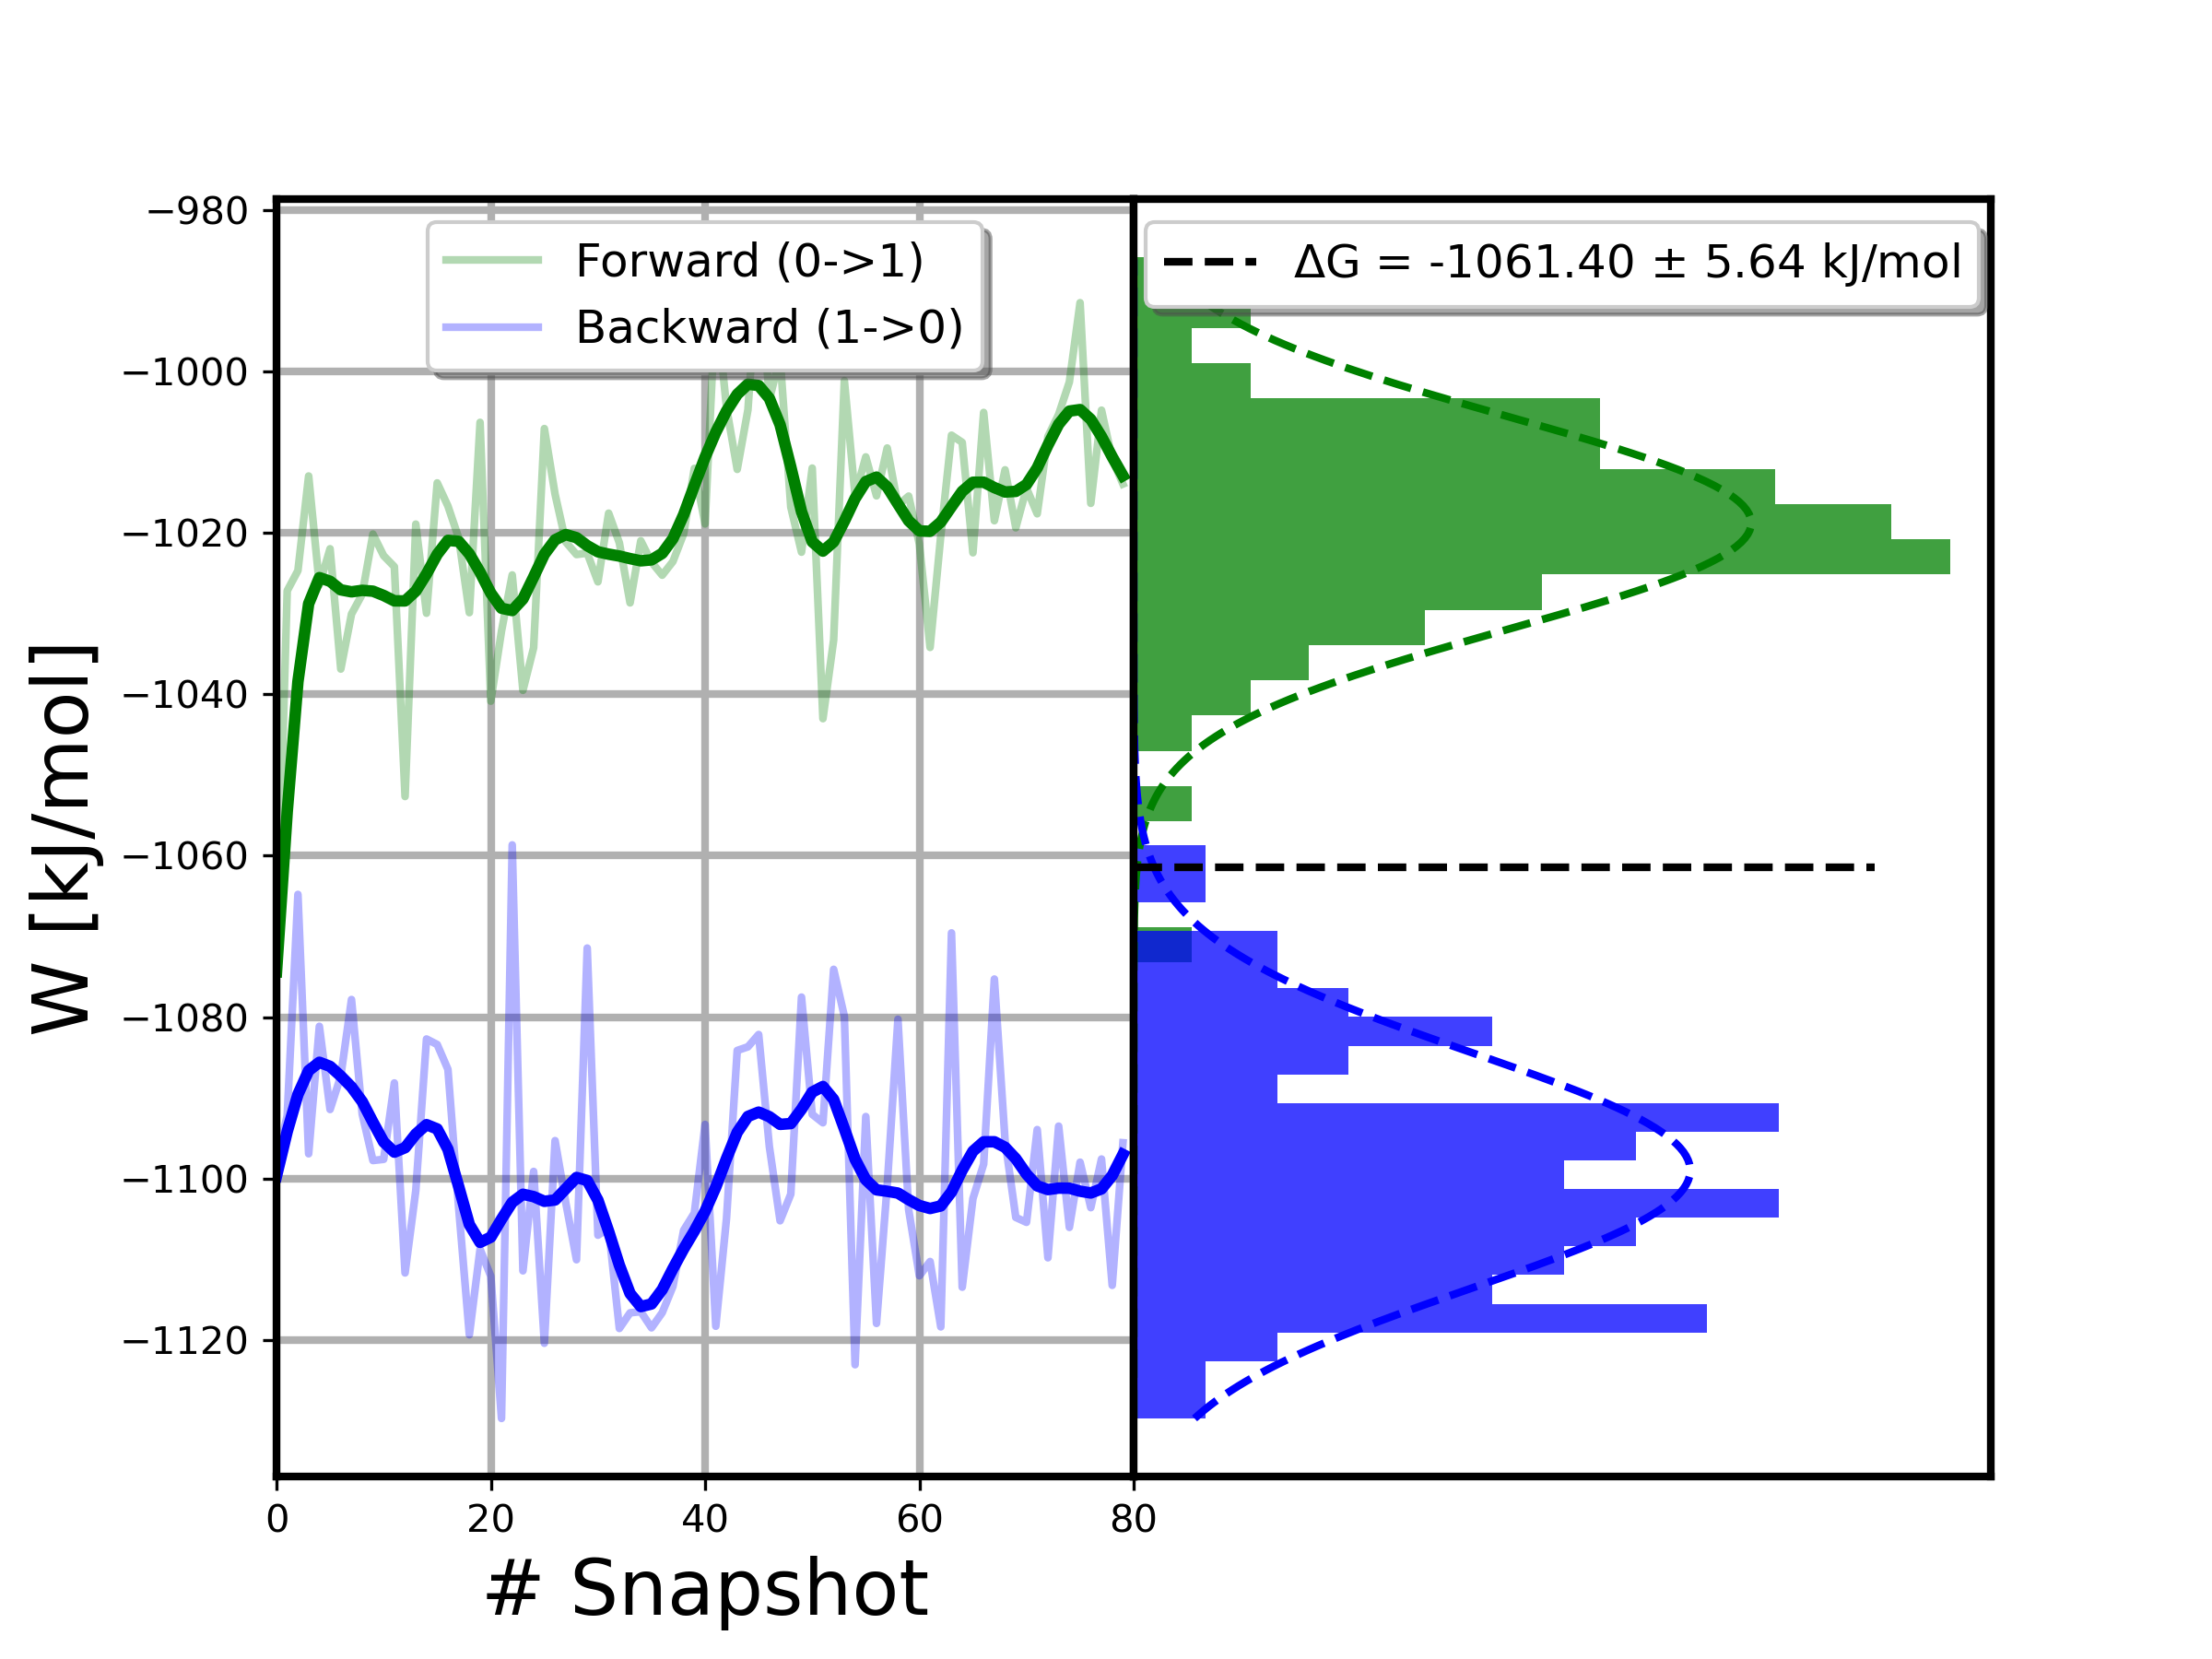 Forward (0->1)
Backward (1->0)
ΔG = -1061.40 ± 5.64 kJ/mol
W [kJ/mol]
−980
−1000
−1020
−1040
−1060
−1080
−1100
−1120
0 20 40 60 80
# Snapshot